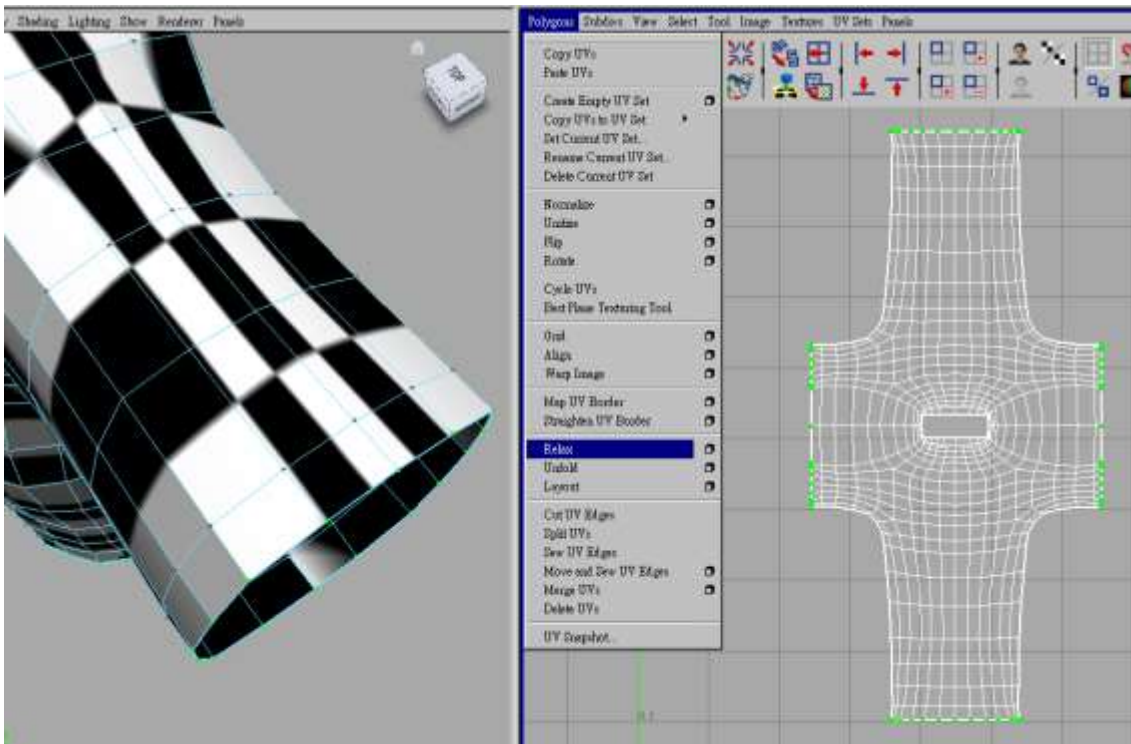 Shading Lighting Show Renderer Panels
Polygons Subdivs View Select Tool Image Textures UV Sets Panels
Copy UVs
Paste UVs
Create Empty UV Set
Copy UVs to UV Set
Set Current UV Set...
Rename Current UV Set...
Delete Current UV Set
Normalize
Unitize
Flip
Rotate
Cycle UVs
Best Plane Texturing Tool
Grid
Align
Warp Image
Map UV Border
Straighten UV Border
Relax
Unfold
Layout
Cut UV Edges
Split UVs
Sew UV Edges
Move and Sew UV Edges
Merge UVs
Delete UVs
UV Snapshot...
TOP